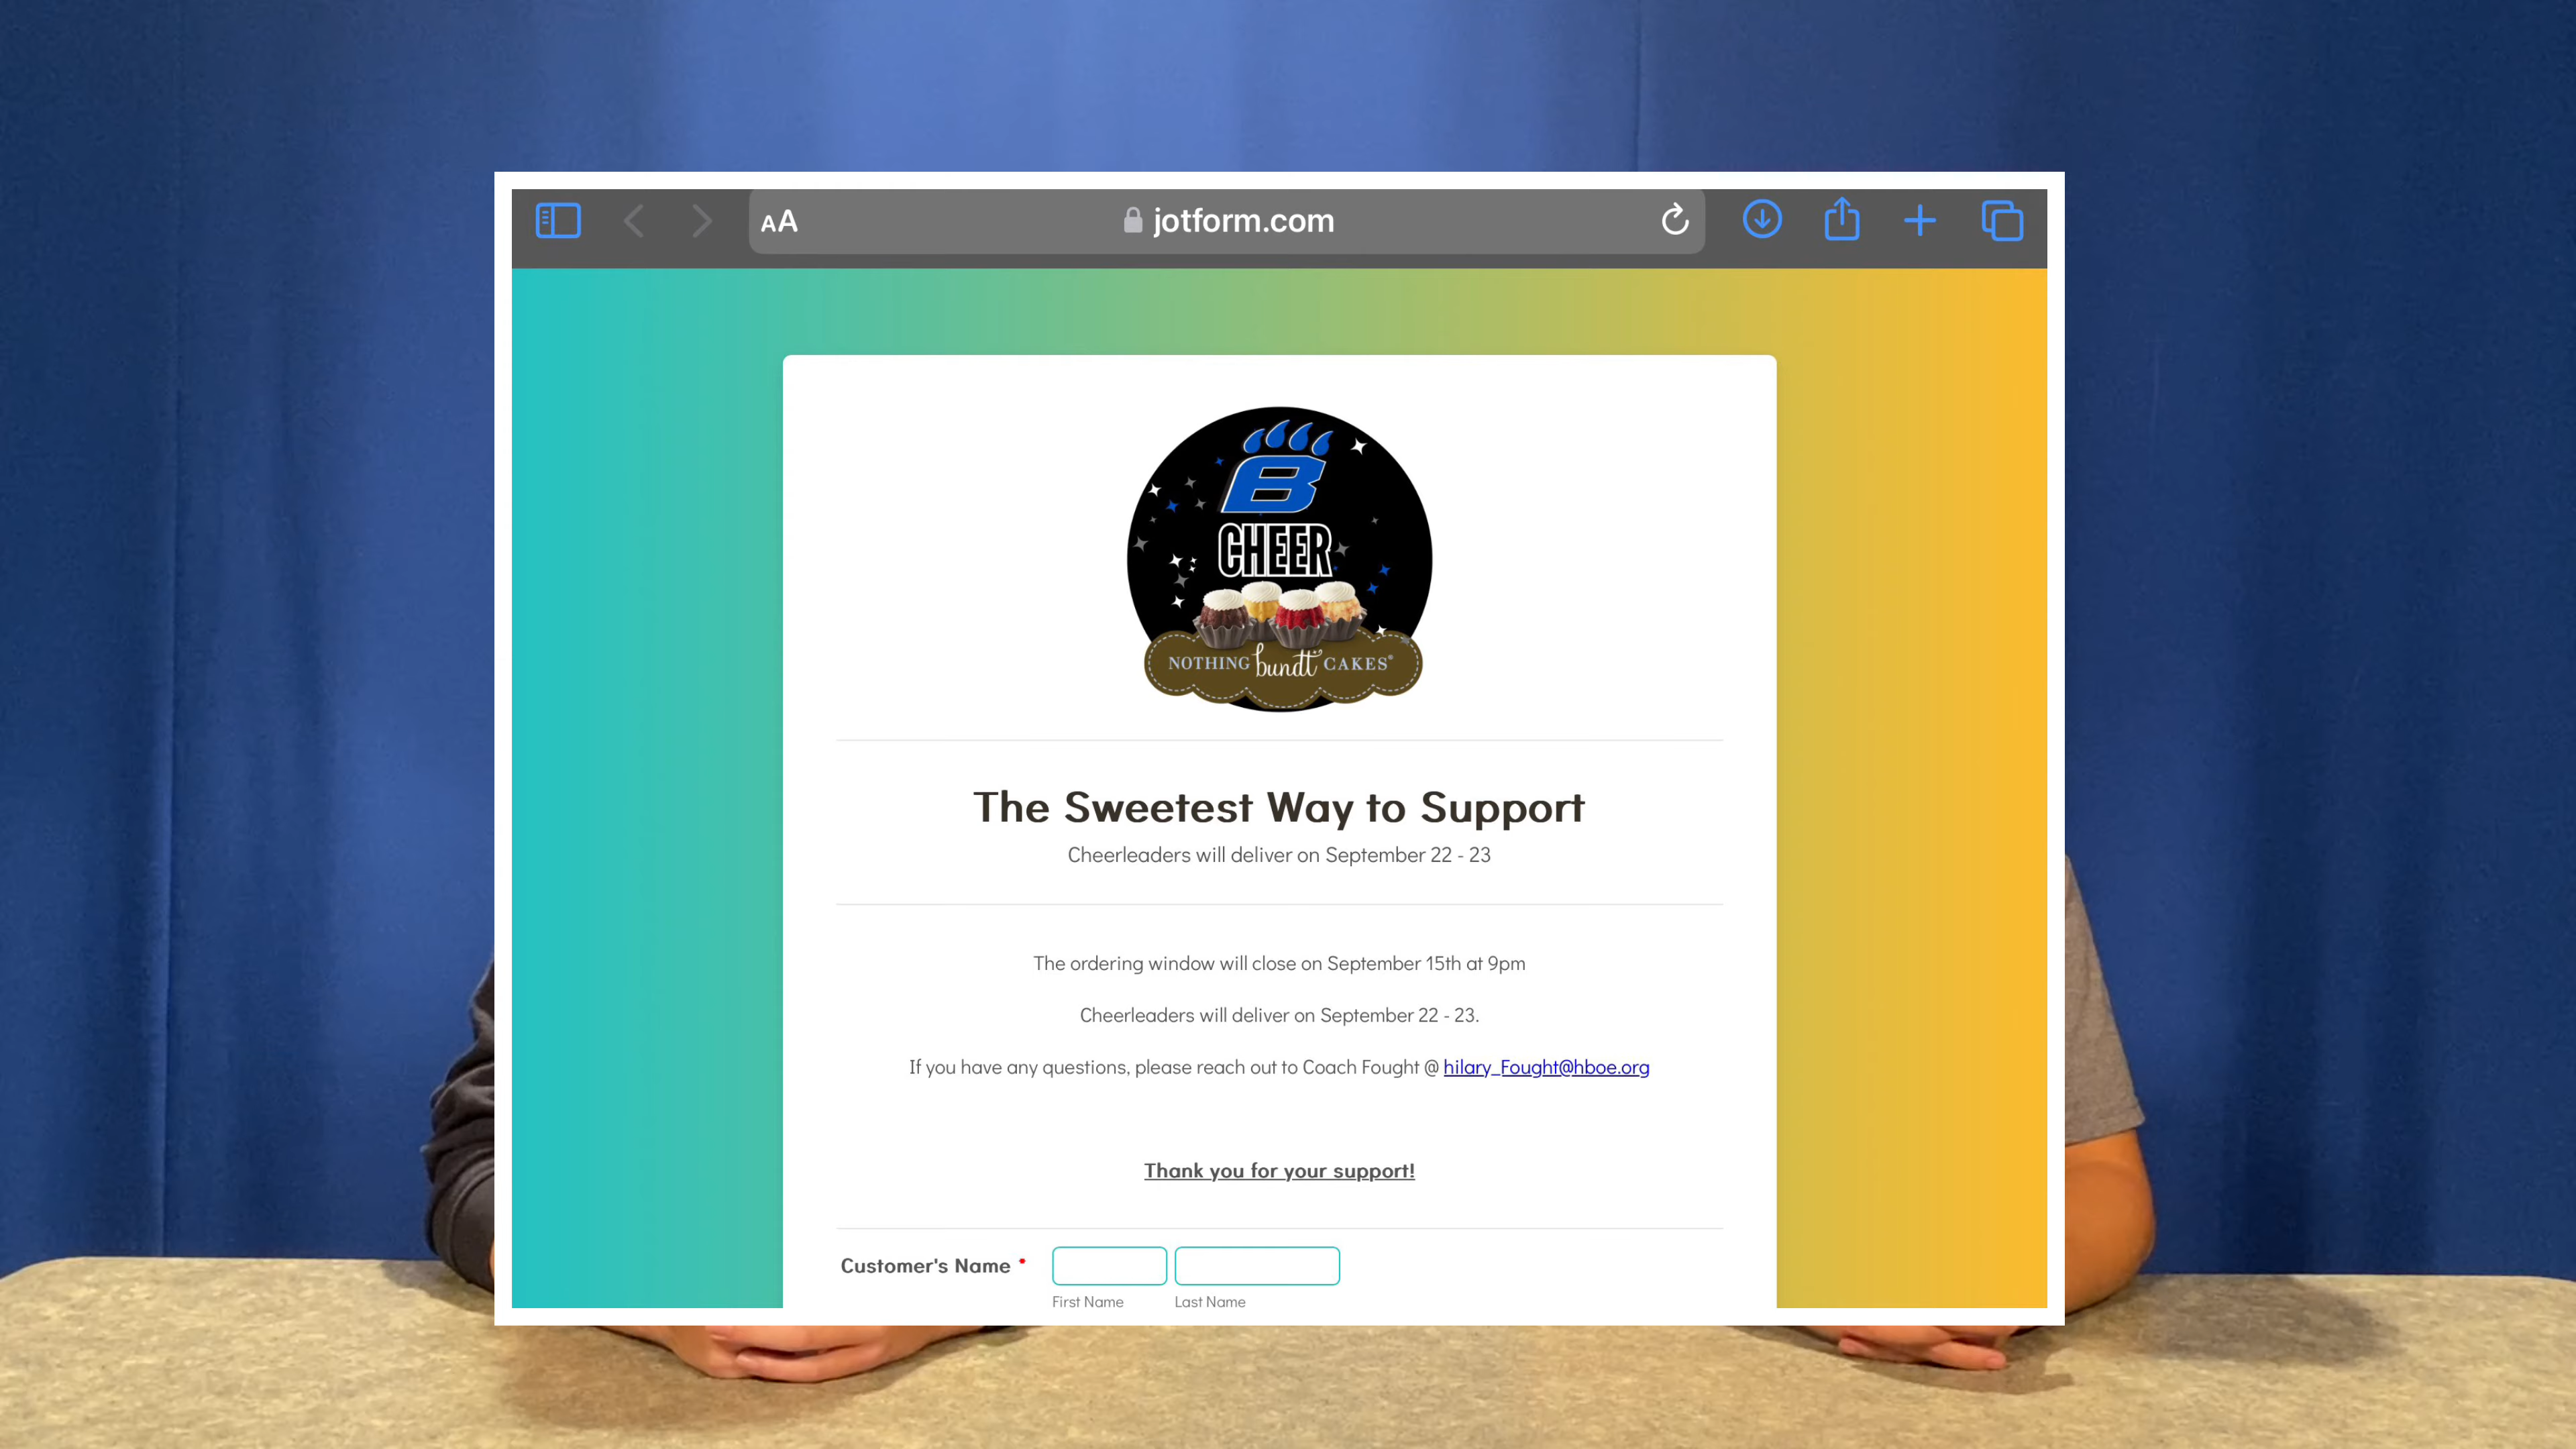 AA
jotform.com
B
CHEER
NOTHING bundt CAKES®
The Sweetest Way to Support
Cheerleaders will deliver on September 22 - 23
The ordering window will close on September 15th at 9pm
Cheerleaders will deliver on September 22 - 23.
If you have any questions, please reach out to Coach Fought @ hilary_Fought@hboe.org
Thank you for your support!
Customer's Name *
First Name Last Name